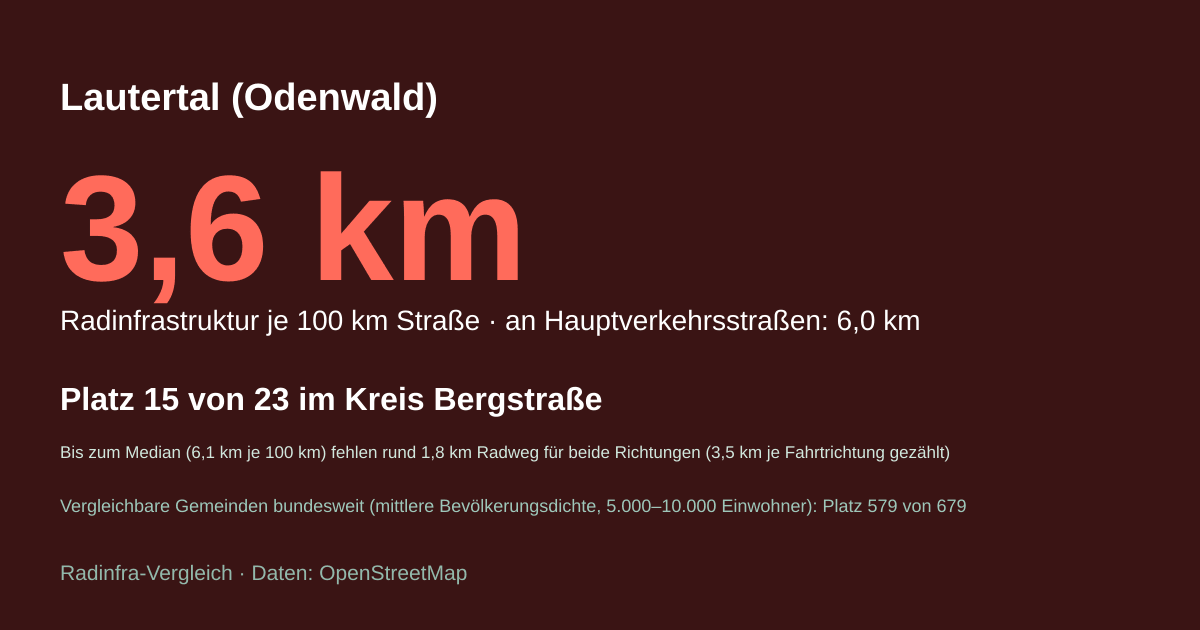 Lautertal (Odenwald)
3,6 km
Radinfrastruktur je 100 km Straße · an Hauptverkehrsstraßen: 6,0 km
Platz 15 von 23 im Kreis Bergstraße
Bis zum Median (6,1 km je 100 km) fehlen rund 1,8 km Radweg für beide Richtungen (3,5 km je Fahrtrichtung gezählt)
Vergleichbare Gemeinden bundesweit (mittlere Bevölkerungsdichte, 5.000–10.000 Einwohner): Platz 579 von 679
Radinfra-Vergleich · Daten: OpenStreetMap